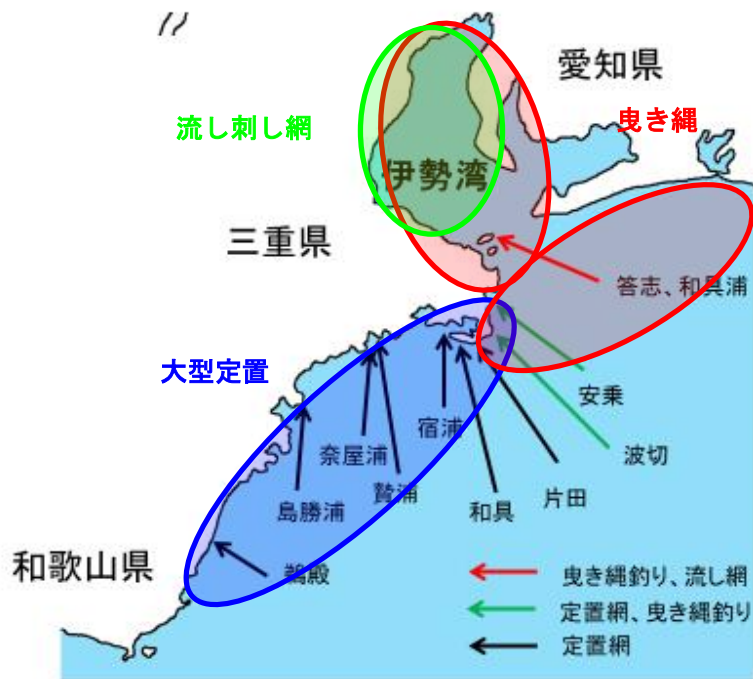 愛知県
流し刺し網
曳き縄
伊勢湾
三重県
答志、和具浦
大型定置
安乗
宿浦
奈屋浦
波切
贄浦
島勝浦
和具
片田
和歌山県
鵜殿
曳き縄釣り、流し網
定置網、曳き縄釣り
定置網